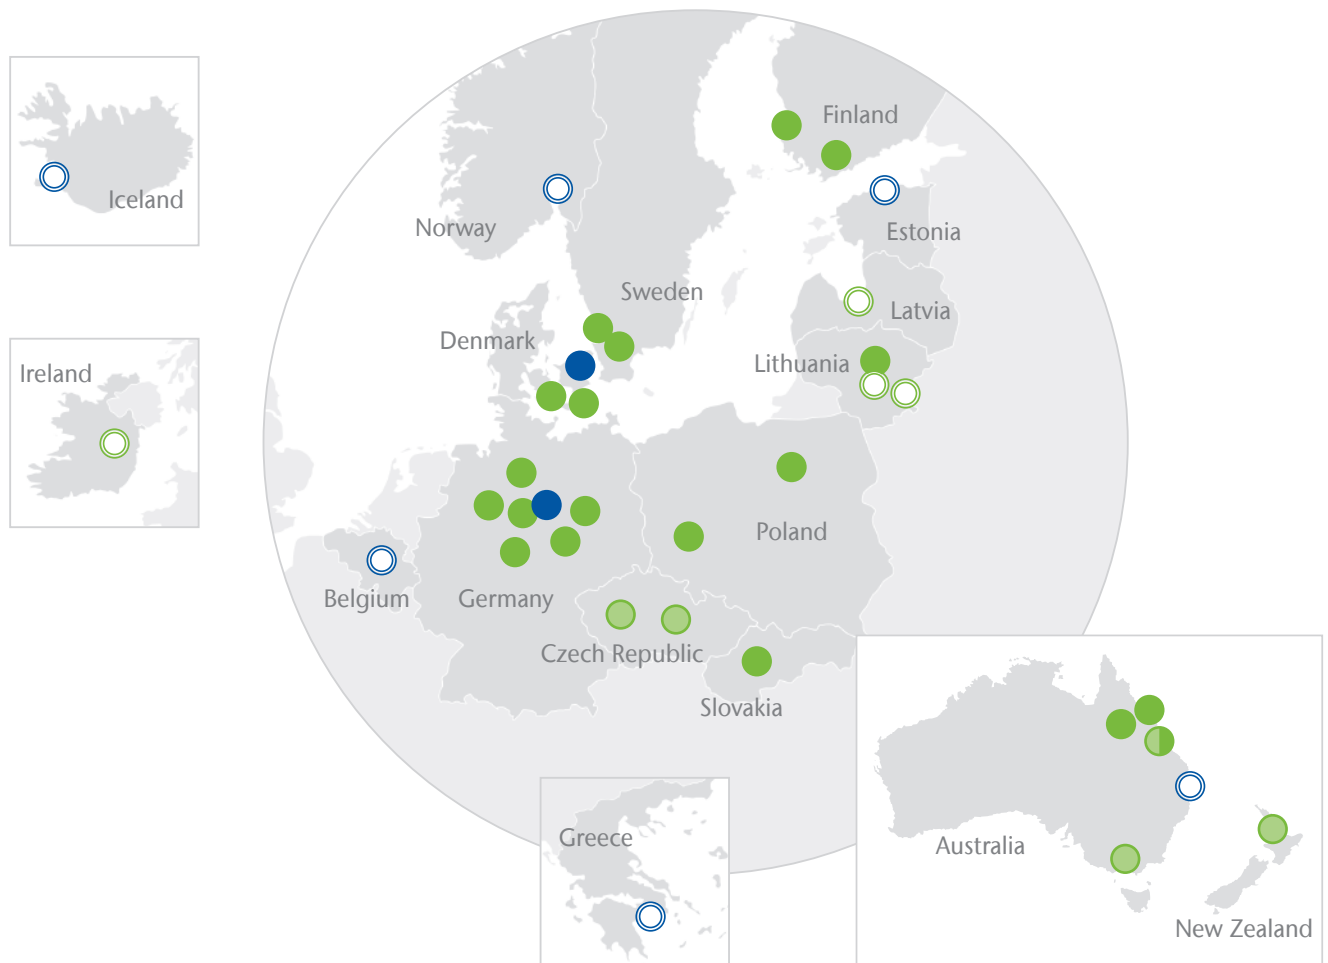 Finland
Iceland
Norway
Estonia
Sweden
Latvia
Denmark
Lithuania
Ireland
Poland
Belgium
Germany
Czech Republic
Slovakia
Greece
Australia
New Zealand